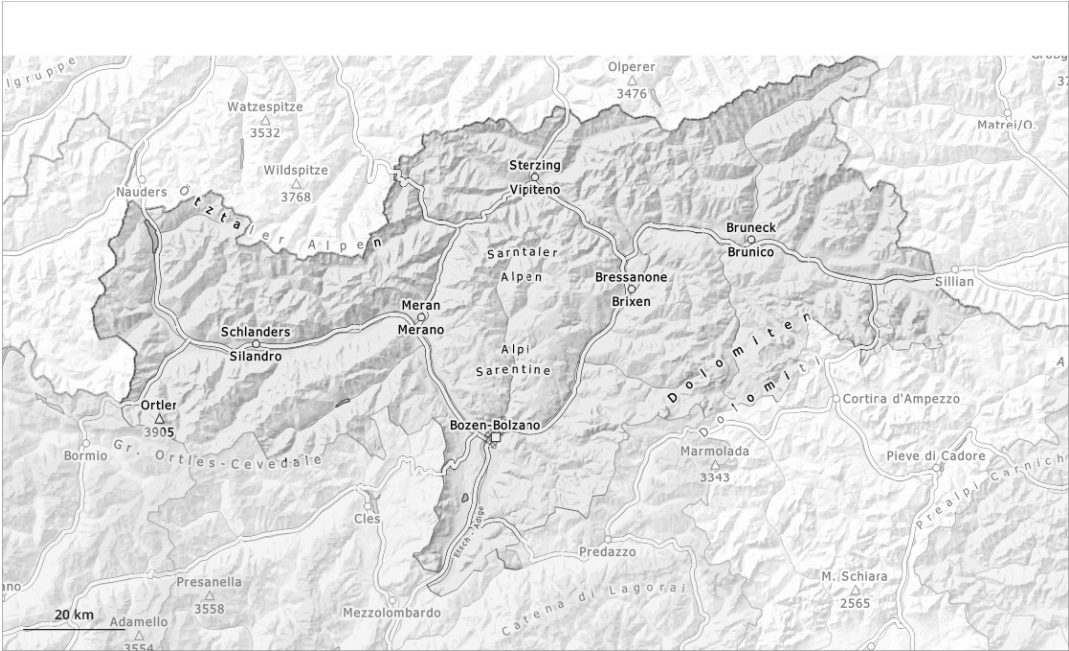 Olperer
3476
Watzespitze
3532
Matrei/O.
Wildspitze
3768
Sterzing
Vipiteno
Nauders
Ötztaler Alpen
Bruneck
Brunico
Sarntaler
Alpen
Bressanone
Brixen
Sillian
Meran
Merano
Schlanders
Silandro
Alpi
Sarentine
Dolomiten
Dolomiti
Ortler
3905
Cortira d'Ampezzo
Bozen-Bolzano
Gr. Ortles-Cevedale
Bormio
Marmolada
3343
Pieve di Cadore
Prealpi Carnich
Cles
Etsch - Adige
Predazzo
Presanella
3558
M. Schiara
2565
Mezzolombardo
Catena di Lagorai
20 km
Adamello
3554